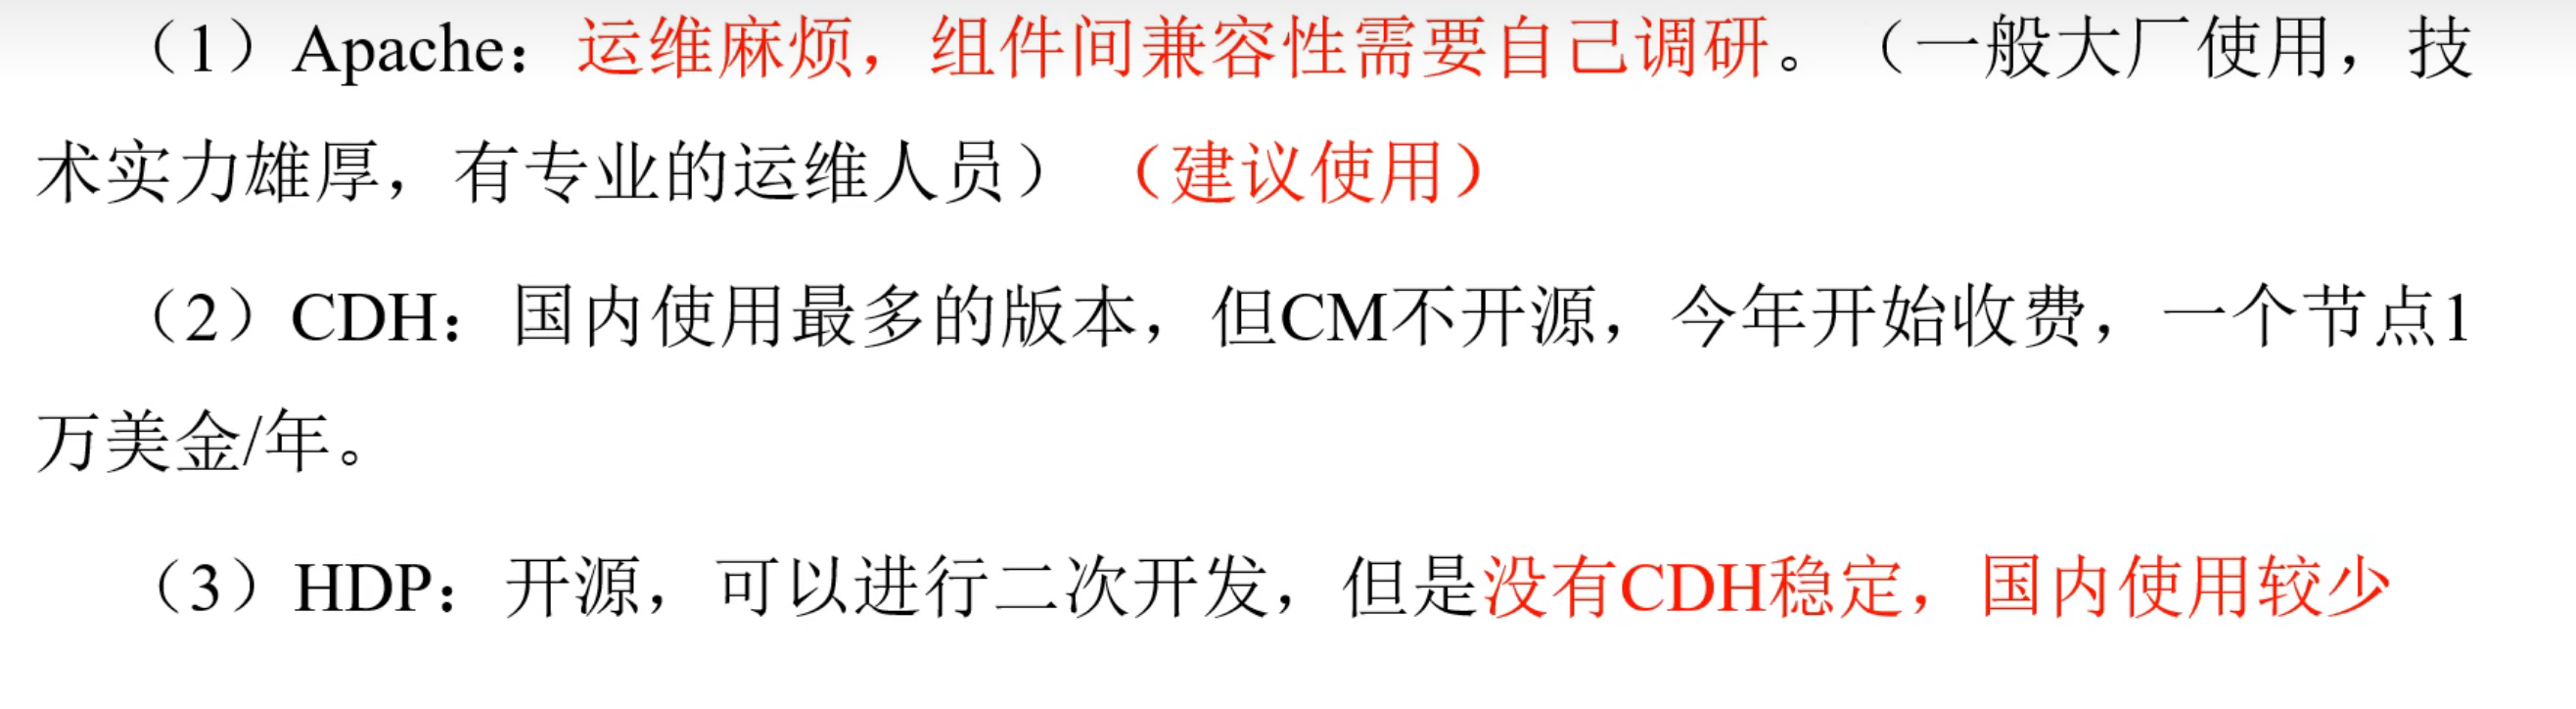 （1）Apache：运维麻烦，组件间兼容性需要自己调研。（一般大厂使用，技
术实力雄厚，有专业的运维人员）（建议使用）
（2）CDH：国内使用最多的版本，但CM不开源，今年开始收费，一个节点1
万美金/年。
（3）HDP：开源，可以进行二次开发，但是没有CDH稳定，国内使用较少